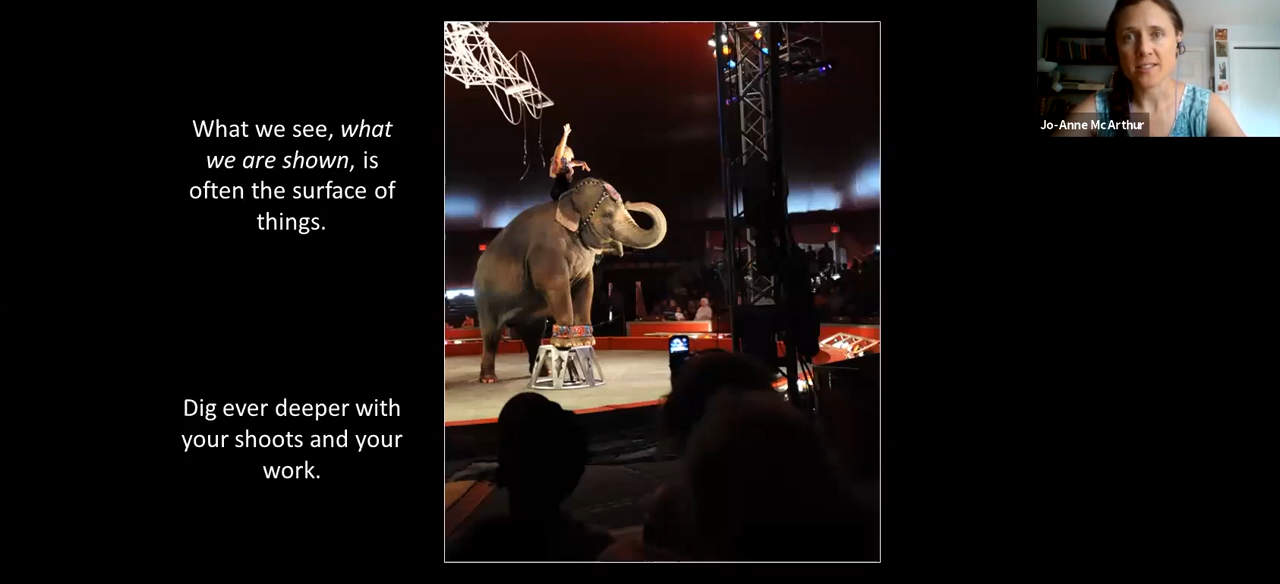 What we see, what
we are shown, is
often the surface of
things.
Dig ever deeper with
your shoots and your
work.
Jo-Anne McArthur